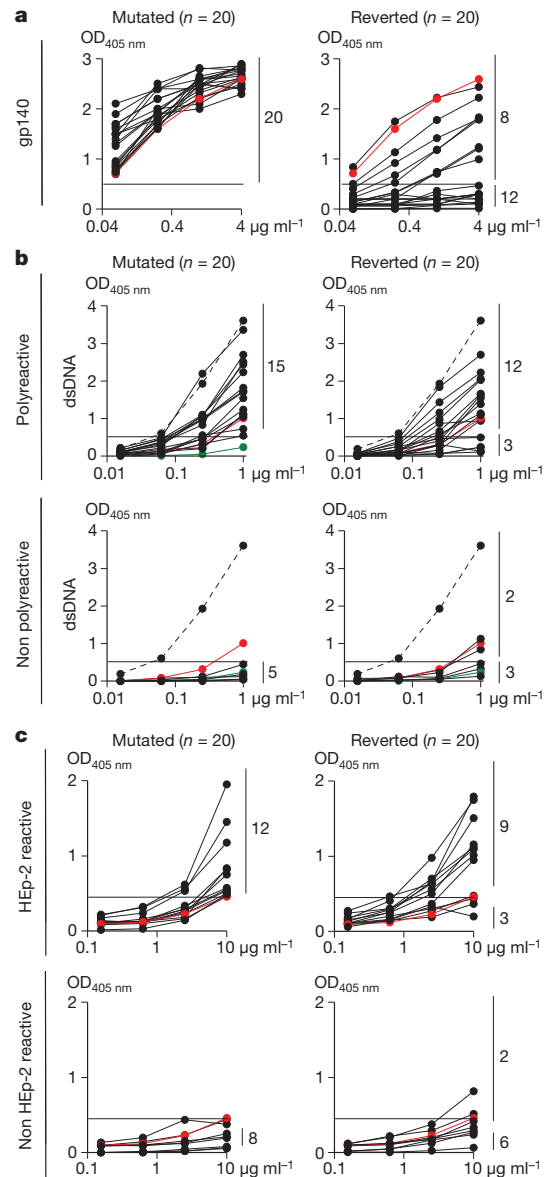 a
Mutated (n = 20)
Reverted (n = 20)
gp140
OD405 nm
3
2
1
0
0.04
0.4
4
µg ml–1
20
3
2
1
0
0.04
0.4
4
µg ml–1
8
12
b
Mutated (n = 20)
Reverted (n = 20)
Polyreactive
OD405 nm
dsDNA
4
3
2
1
0
0.01
0.1
1
µg ml–1
15
OD405 nm
4
3
2
1
0
0.01
0.1
1
µg ml–1
12
3
Non polyreactive
OD405 nm
dsDNA
4
3
2
1
0
0.01
0.1
1
µg ml–1
5
OD405 nm
4
3
2
1
0
0.01
0.1
1
µg ml–1
2
3
c
Mutated (n = 20)
Reverted (n = 20)
HEp-2 reactive
OD405 nm
2
1
0
0.1
1
10
µg ml–1
12
OD405 nm
2
1
0
0.1
1
10
µg ml–1
9
3
Non HEp-2 reactive
OD405 nm
2
1
0
0.1
1
10
µg ml–1
8
OD405 nm
2
1
0
0.1
1
10
µg ml–1
2
6